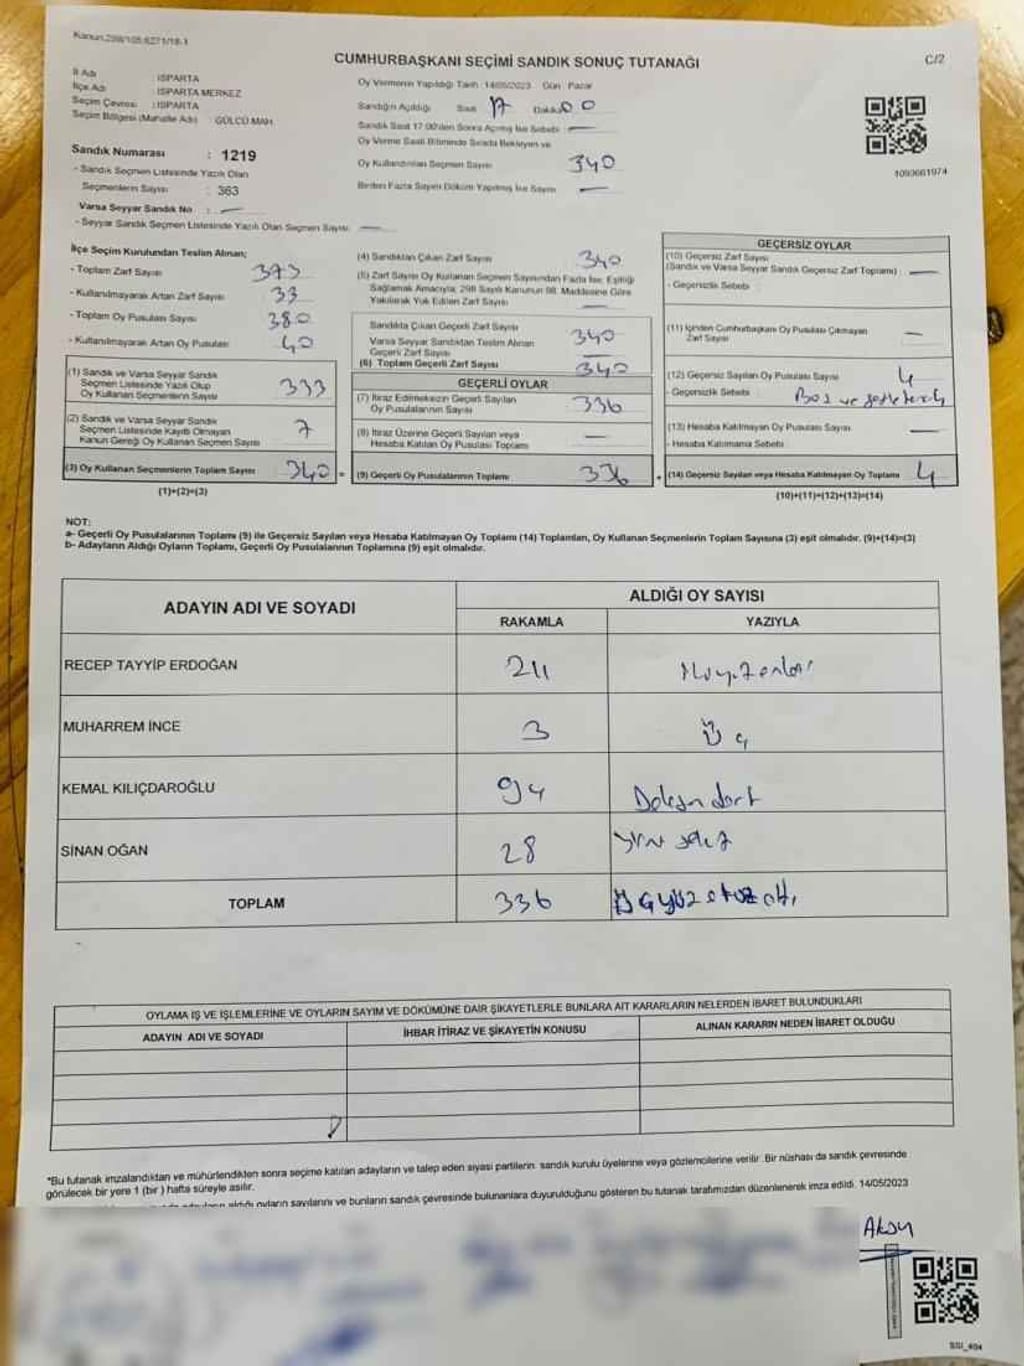 Kanun:298/105:6271/18-1
CUMHURBAŞKANI SEÇİMİ SANDIK SONUÇ TUTANAĞI
C/2
İl Adı : ISPARTA
İlçe Adı : ISPARTA MERKEZ
Seçim Çevresi : ISPARTA
Seçim Bölgesi (Mahalle Adı) : GÜLCÜ MAH.
Sandık Numarası : 1219
- Sandık Seçmen Listesinde Yazılı Olan
Seçmenlerin Sayısı : 363
Varsa Seyyar Sandık No : —
- Seyyar Sandık Seçmen Listesinde Yazılı Olan Seçmen Sayısı: —
Oy Vermenin Yapıldığı Tarih :14/05/2023 Gün :Pazar
Sandığın Açıldığı Saat 17 Dakika 00
Sandık Saat 17:00'den Sonra Açılmış İse Sebebi : —
Oy Verme Saati Bitiminde Sırada Bekleyen ve
Oy Kullandırılan Seçmen Sayısı 340
Birden Fazla Sayım Döküm Yapılmış İse Sayısı —
1093661974
İlçe Seçim Kurulundan Teslim Alınan;
- Toplam Zarf Sayısı 373
- Kullanılmayarak Artan Zarf Sayısı 33
- Toplam Oy Pusulası Sayısı 380
- Kullanılmayarak Artan Oy Pusulası 40
(1) Sandık ve Varsa Seyyar Sandık
Seçmen Listesinde Yazılı Olup
Oy Kullanan Seçmenlerin Sayısı 333
(2) Sandık ve Varsa Seyyar Sandık
Seçmen Listesinde Kayıtlı Olmayan
Kanun Gereği Oy Kullanan Seçmen Sayısı 7
(3) Oy Kullanan Seçmenlerin Toplam Sayısı 340 =
(1)+(2)=(3)
(4) Sandıktan Çıkan Zarf Sayısı 340
(5) Zarf Sayısı Oy Kullanan Seçmen Sayısından Fazla İse, Eşitliği
Sağlamak Amacıyla, 298 Sayılı Kanunun 98. Maddesine Göre
Yakılarak Yok Edilen Zarf Sayısı —
Sandıkta Çıkan Geçerli Zarf Sayısı 340
Varsa Seyyar Sandıktan Teslim Alınan
Geçerli Zarf Sayısı —
(6) Toplam Geçerli Zarf Sayısı 340
GEÇERLİ OYLAR
(7) İtiraz Edilmeksizin Geçerli Sayılan
Oy Pusulalarının Sayısı 336
(8) İtiraz Üzerine Geçerli Sayılan veya
Hesaba Katılan Oy Pusulası Toplamı —
(9) Geçerli Oy Pusulalarının Toplamı 336 +
GEÇERSİZ OYLAR
(10) Geçersiz Zarf Sayısı
(Sandık ve Varsa Seyyar Sandık Geçersiz Zarf Toplamı) : —
- Geçersizlik Sebebi :
(11) İçinden Cumhurbaşkanı Oy Pusulası Çıkmayan
Zarf Sayısı —
(12) Geçersiz Sayılan Oy Pusulası Sayısı 4
- Geçersizlik Sebebi : Boş ve
(13) Hesaba Katılmayan Oy Pusulası Sayısı —
- Hesaba Katılmama Sebebi :
(14) Geçersiz Sayılan veya Hesaba Katılmayan Oy Toplamı 4
(10)+(11)+(12)+(13)=(14)
NOT:
a- Geçerli Oy Pusulalarının Toplamı (9) ile Geçersiz Sayılan veya Hesaba Katılmayan Oy Toplamı (14) Toplamları, Oy Kullanan Seçmenlerin Toplam Sayısına (3) eşit olmalıdır. (9)+(14)=(3)
b- Adayların Aldığı Oyların Toplamı, Geçerli Oy Pusulalarının Toplamına (9) eşit olmalıdır.
ADAYIN ADI VE SOYADI
ALDIĞI OY SAYISI
RAKAMLA YAZIYLA
RECEP TAYYİP ERDOĞAN 211
MUHARREM İNCE 3 Üç
KEMAL KILIÇDAROĞLU 94 Doksan dört
SİNAN OĞAN 28
TOPLAM 336 Üçyüz otuz altı
OYLAMA İŞ VE İŞLEMLERİNE VE OYLARIN SAYIM VE DÖKÜMÜNE DAİR ŞİKAYETLERLE BUNLARA AİT KARARLARIN NELERDEN İBARET BULUNDUKLARI
ADAYIN ADI VE SOYADI İHBAR İTİRAZ VE ŞİKAYETİN KONUSU ALINAN KARARIN NEDEN İBARET OLDUĞU
*Bu tutanak imzalandıktan ve mühürlendikten sonra seçime katılan adayların ve talep eden siyasi partilerin sandık kurulu üyelerine veya gözlemcilerine verilir. Bir nüshası da sandık çevresinde
görülecek bir yere 1 (bir ) hafta süreyle asılır.
aldığı oyların sayılarını ve bunların sandık çevresinde bulunanlara duyurulduğunu gösteren bu tutanak tarafımızdan düzenlenerek imza edildi. 14/05/2023
Aksu